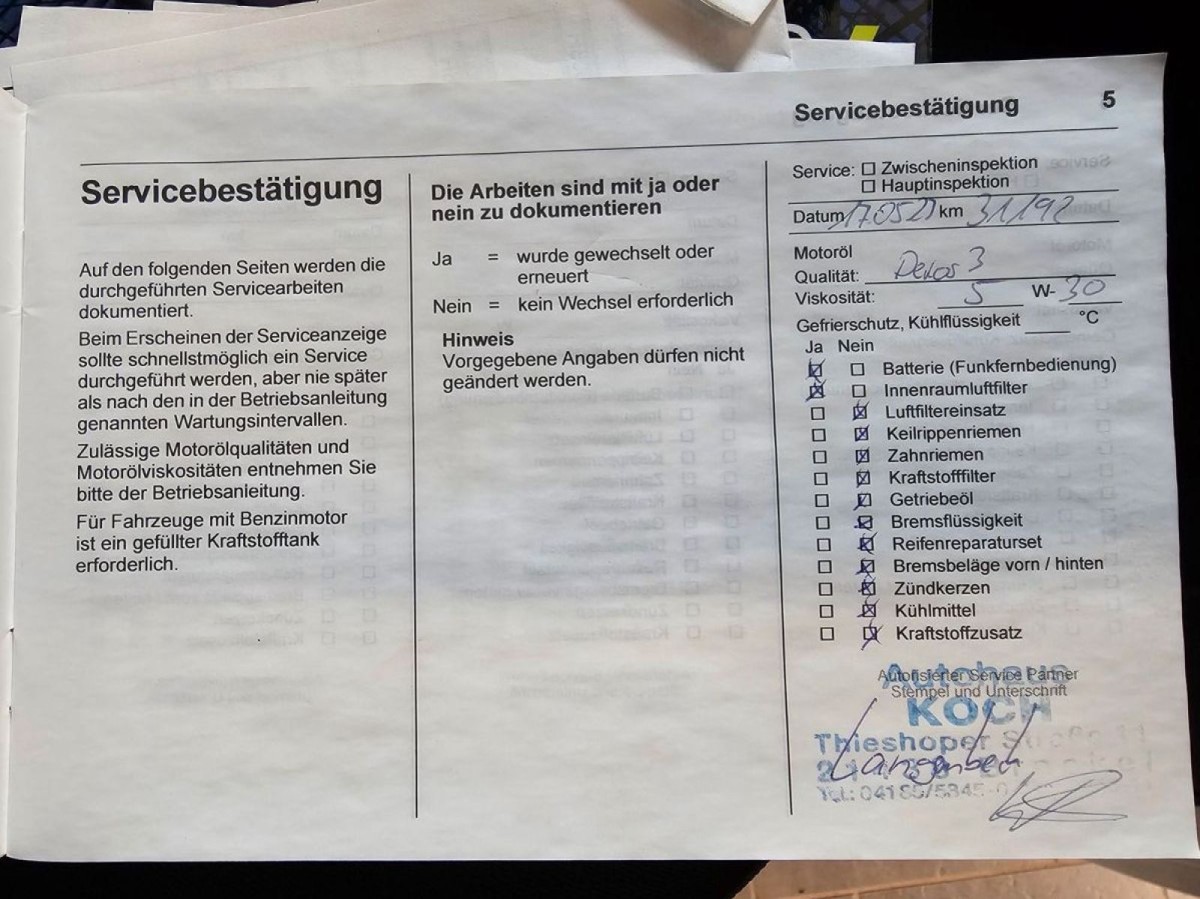 Servicebestätigung 5
Servicebestätigung
Auf den folgenden Seiten werden die
durchgeführten Servicearbeiten
dokumentiert.
Beim Erscheinen der Serviceanzeige
sollte schnellstmöglich ein Service
durchgeführt werden, aber nie später
als nach den in der Betriebsanleitung
genannten Wartungsintervallen.
Zulässige Motorölqualitäten und
Motorölviskositäten entnehmen Sie
bitte der Betriebsanleitung.
Für Fahrzeuge mit Benzinmotor
ist ein gefüllter Kraftstofftank
erforderlich.
Die Arbeiten sind mit ja oder
nein zu dokumentieren
Ja = wurde gewechselt oder
erneuert
Nein = kein Wechsel erforderlich
Hinweis
Vorgegebene Angaben dürfen nicht
geändert werden.
Service: ☐ Zwischeninspektion
☐ Hauptinspektion
Datum 17.05.21 km 31192
Motoröl
Qualität: Dexos 3
Viskosität: 5 W- 30
Gefrierschutz, Kühlflüssigkeit °C
Ja Nein
☒ ☐ Batterie (Funkfernbedienung)
☒ ☐ Innenraumluftfilter
☐ ☒ Luftfiltereinsatz
☐ ☒ Keilrippenriemen
☐ ☒ Zahnriemen
☐ ☒ Kraftstofffilter
☐ ☒ Getriebeöl
☐ ☒ Bremsflüssigkeit
☐ ☒ Reifenreparaturset
☐ ☒ Bremsbeläge vorn / hinten
☐ ☒ Zündkerzen
☐ ☒ Kühlmittel
☐ ☒ Kraftstoffzusatz
Autohaus
Autorisierter Service Partner
Stempel und Unterschrift
KOCH
Thieshoper
Langenbeck